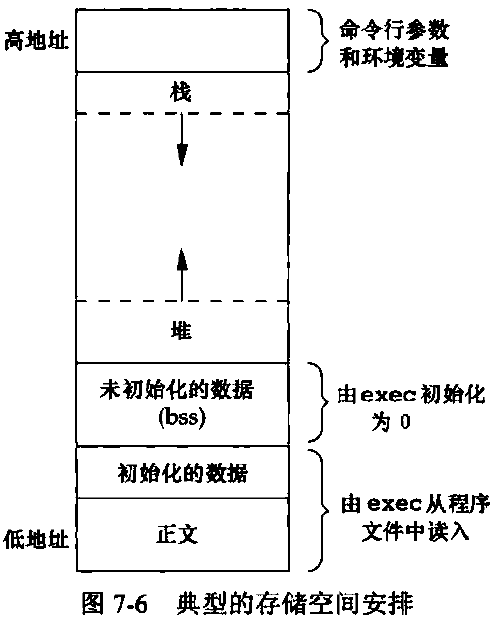 高地址
命令行参数
和环境变量
栈
堆
未初始化的数据
(bss)
由exec初始化
为 0
初始化的数据
由exec从程序
文件中读入
低地址
正文
图 7-6 典型的存储空间安排